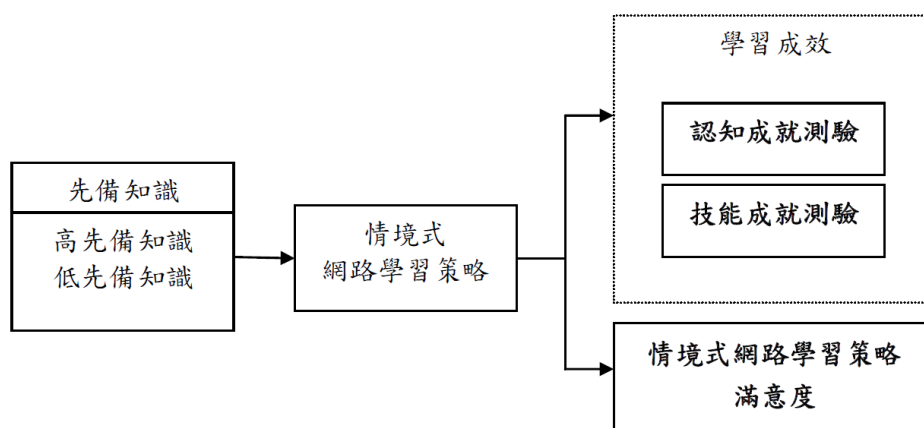 先備知識
高先備知識
低先備知識
情境式
網路學習策略
學習成效
認知成就測驗
技能成就測驗
情境式網路學習策略
滿意度